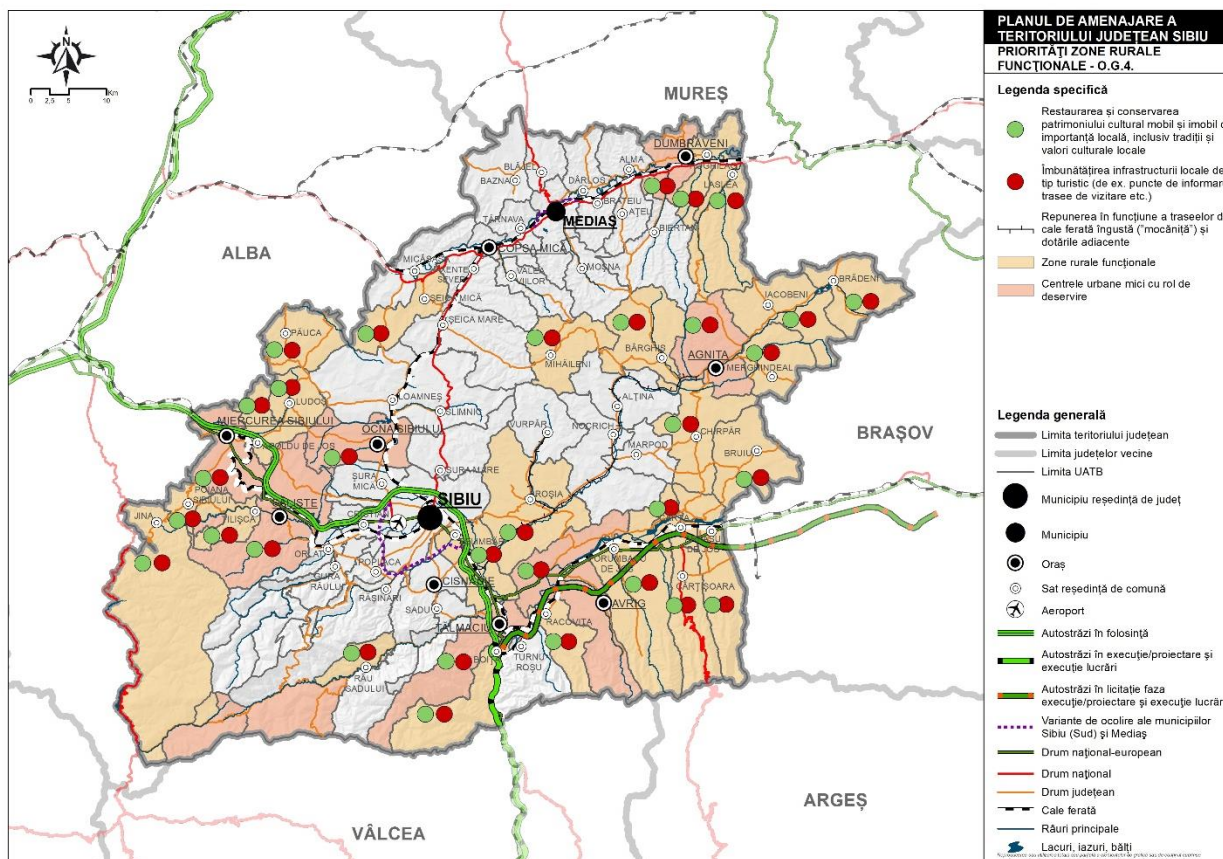 PLANUL DE AMENAJARE A
TERITORIULUI JUDEȚEAN SIBIU
PRIORITĂȚI ZONE RURALE
FUNCȚIONALE - O.G.4.
Legenda specifică
Restaurarea și conservarea
patrimoniului cultural mobil și imobil d
importanță locală, inclusiv tradiții și
valori culturale locale
Îmbunătățirea infrastructurii locale de
tip turistic (de ex. puncte de informar
trasee de vizitare etc.)
Repunerea în funcțiune a traseelor d
cale ferată îngustă ("mocăniță") și
dotările adiacente
Zone rurale funcționale
Centrele urbane mici cu rol de
deservire
Legenda generală
Limita teritoriului județean
Limita județelor vecine
Limita UATB
Municipiu reședință de județ
Municipiu
Oraș
Sat reședință de comună
Aeroport
Autostrăzi în folosință
Autostrăzi în execuție/proiectare și
execuție lucrări
Autostrăzi în licitație faza
execuție/proiectare și execuție lucrăr
Variante de ocolire ale municipiilor
Sibiu (Sud) și Mediaș
Drum național-european
Drum național
Drum județean
Cale ferată
Râuri principale
Lacuri, iazuri, bălți
N
0 2,5 5 10
Km
MUREȘ
ALBA
BRAȘOV
ARGEȘ
VÂLCEA
DUMBRĂVENI
BLĂJEL
ALMA
BAZNA
DÂRLOS
LASLEA
BRATEIU
AȚEL
TÂRNAVA
MEDIAȘ
BIERTAN
COPȘA MICĂ
MICĂSASA
AXENTE
SEVER
VALEA
VIILOR
MOȘNA
ȘEICA MICĂ
ȘEICA MARE
BRĂDENI
IACOBENI
PĂUCA
MIHĂILENI
BÂRGHIȘ
AGNITA
MERGHINDEAL
LOAMNEȘ
LUDOȘ
SLIMNIC
ALȚINA
MIERCUREA SIBIULUI
OCNA SIBIULUI
APOLDU DE JOS
VURPĂR
NOCRICH
MARPOD
CHIRPĂR
BRUIU
ȘURA
MICĂ
ȘURA MARE
POIANA
SIBIULUI
SIBIU
ROȘIA
JINA
TILIȘCA
SĂLIȘTE
ORLAT
GURA
RÂULUI
POPLACA
RĂȘINARI
CISNĂDIE
SADU
TĂLMACIU
PORUMBA
DE JOS
CÂRȚIȘOARA
AVRIG
RACOVIȚA
BOIȚA
TURNU
ROȘU
RÂU
SADULUI